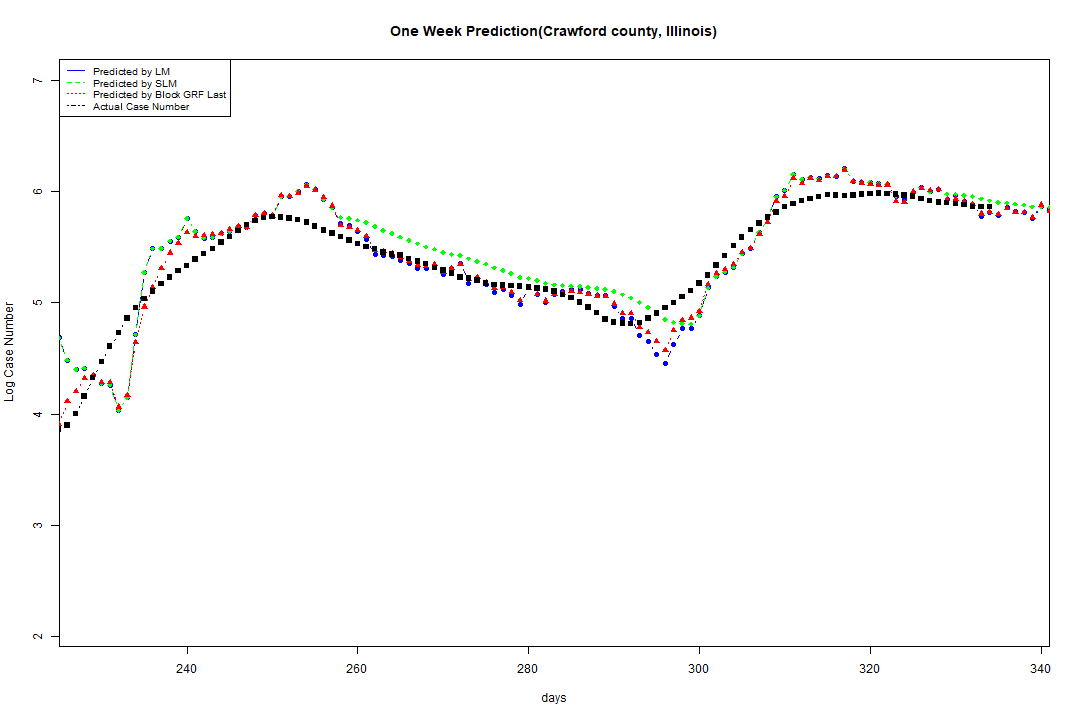 One Week Prediction(Crawford county, Illinois)
Predicted by LM
Predicted by SLM
Predicted by Block GRF Last
Actual Case Number
7
6
5
4
3
2
Log Case Number
240 260 280 300 320 340
days